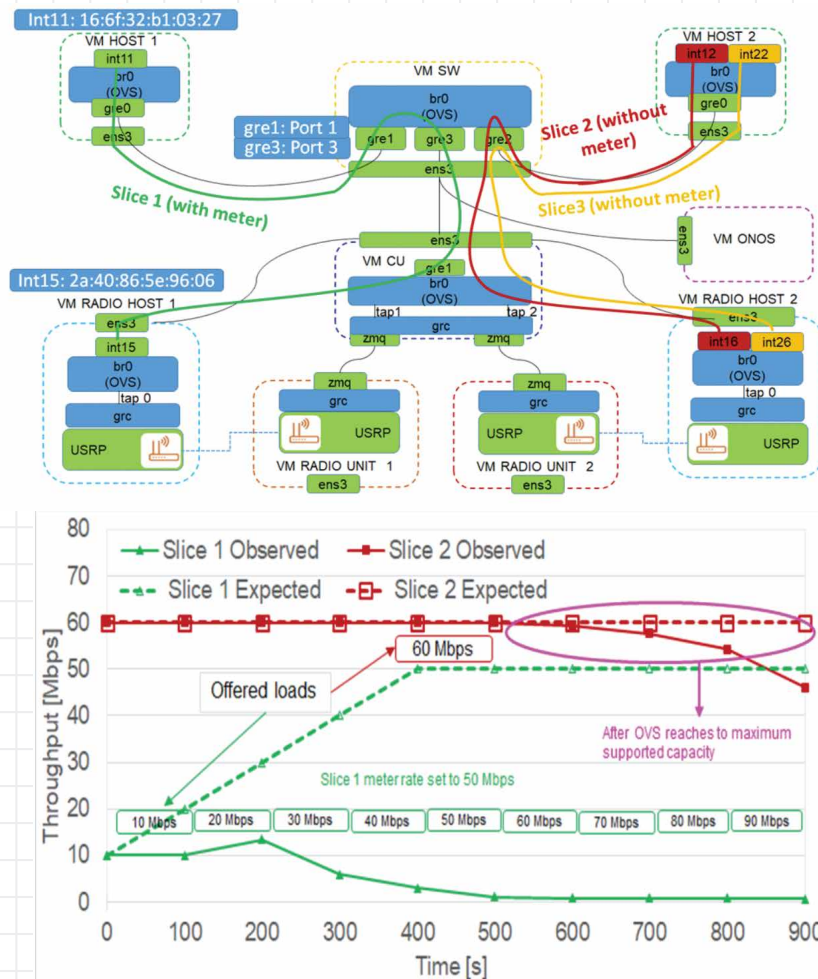 Int11: 16:6f:32:b1:03:27
VM HOST 1
int11
br0
(OVS)
gre0
ens3
VM SW
br0
(OVS)
gre1: Port 1
gre3: Port 3
gre1
gre3
gre2
ens3
VM HOST 2
int12
int22
br0
(OVS)
gre0
ens3
Slice 2 (without
meter)
Slice 1 (with meter)
Slice3 (without meter)
ens3
VM ONOS
ens3
VM CU
gre1
br0
(OVS)
tap1
tap 2
grc
zmq
zmq
Int15: 2a:40:86:5e:96:06
VM RADIO HOST 1
ens3
int15
br0
(OVS)
tap 0
grc
USRP
zmq
grc
USRP
VM RADIO UNIT 1
ens3
zmq
grc
USRP
VM RADIO UNIT 2
ens3
VM RADIO HOST 2
ens3
int16
int26
br0
(OVS)
tap 0
grc
USRP
80
70
60
50
40
30
20
10
0
Throughput [Mbps]
Slice 1 Observed
Slice 2 Observed
Slice 1 Expected
Slice 2 Expected
60 Mbps
Offered loads
After OVS reaches to maximum
supported capacity
Slice 1 meter rate set to 50 Mbps
10 Mbps
20 Mbps
30 Mbps
40 Mbps
50 Mbps
60 Mbps
70 Mbps
80 Mbps
90 Mbps
0 100 200 300 400 500 600 700 800 900
Time [s]